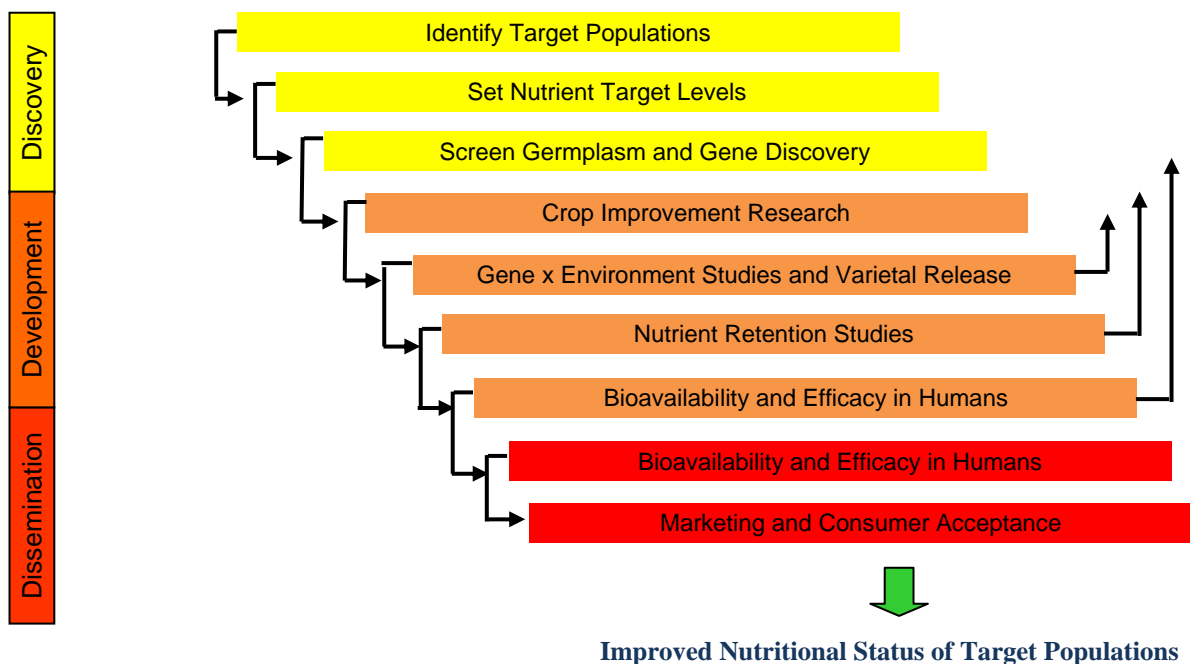 Discovery
Identify Target Populations
Set Nutrient Target Levels
Screen Germplasm and Gene Discovery
Development
Crop Improvement Research
Gene x Environment Studies and Varietal Release
Nutrient Retention Studies
Bioavailability and Efficacy in Humans
Dissemination
Bioavailability and Efficacy in Humans
Marketing and Consumer Acceptance
Improved Nutritional Status of Target Populations